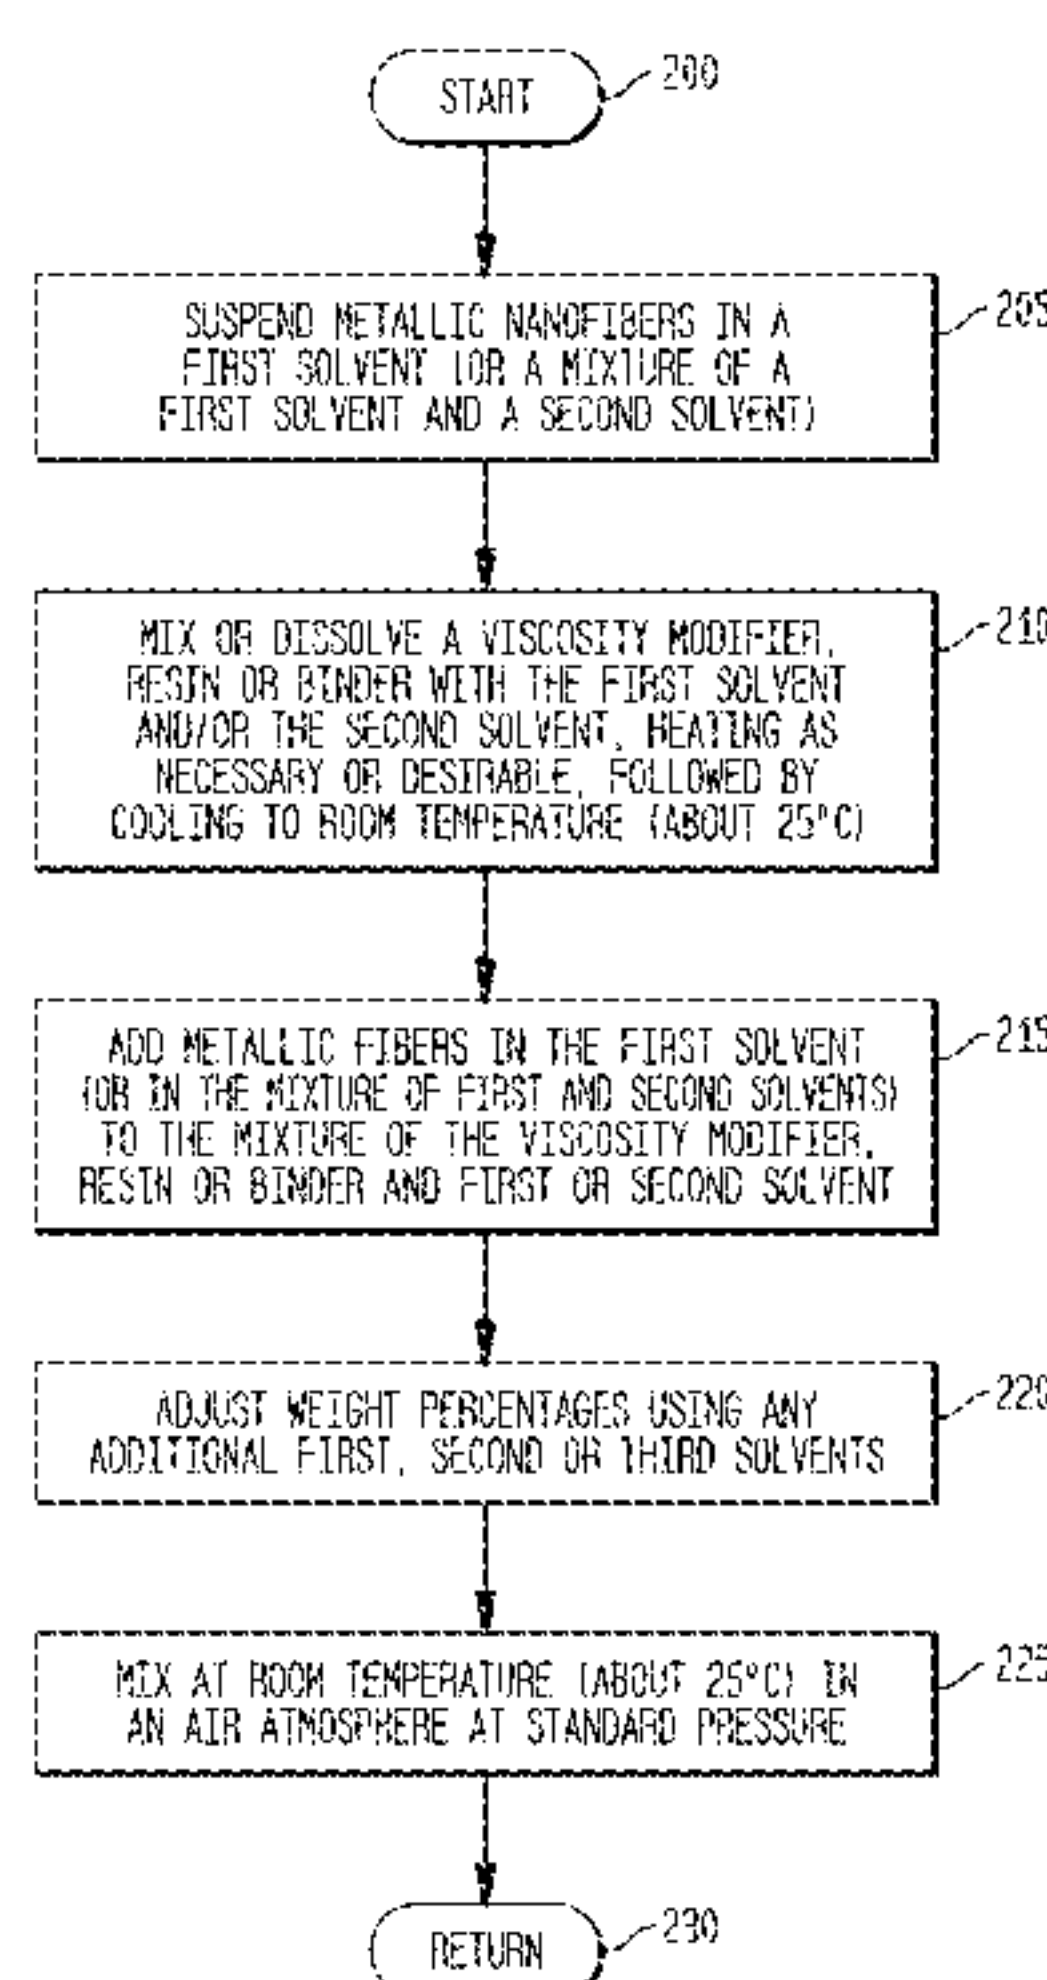 START
200
SUSPEND METALLIC NANOFIBERS IN A
FIRST SOLVENT (OR A MIXTURE OF A
FIRST SOLVENT AND A SECOND SOLVENT)
205
MIX OR DISSOLVE A VISCOSITY MODIFIER,
RESIN OR BINDER WITH THE FIRST SOLVENT
AND/OR THE SECOND SOLVENT, HEATING AS
NECESSARY OR DESIRABLE, FOLLOWED BY
COOLING TO ROOM TEMPERATURE (ABOUT 25°C)
210
ADD METALLIC FIBERS IN THE FIRST SOLVENT
(OR IN THE MIXTURE OF FIRST AND SECOND SOLVENTS)
TO THE MIXTURE OF THE VISCOSITY MODIFIER,
RESIN OR BINDER AND FIRST OR SECOND SOLVENT
215
ADJUST WEIGHT PERCENTAGES USING ANY
ADDITIONAL FIRST, SECOND OR THIRD SOLVENTS
220
MIX AT ROOM TEMPERATURE (ABOUT 25°C) IN
AN AIR ATMOSPHERE AT STANDARD PRESSURE
225
RETURN
230